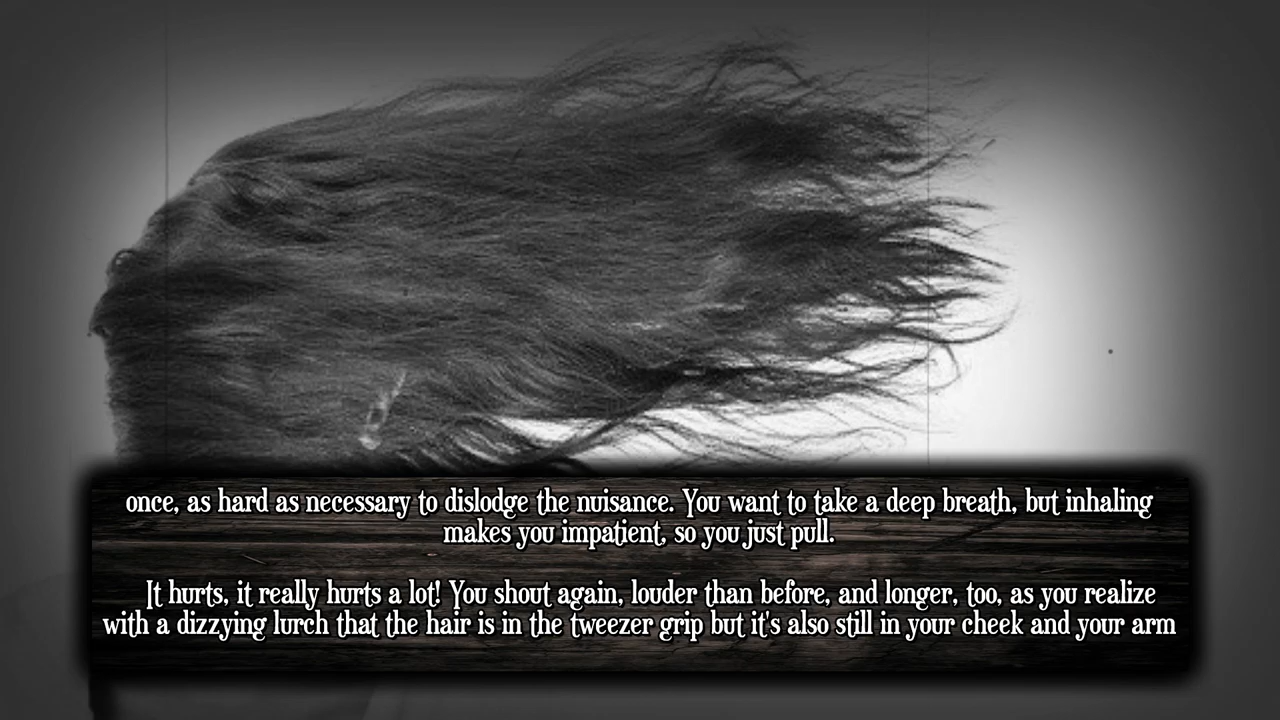 once, as hard as necessary to dislodge the nuisance. You want to take a deep breath, but inhaling
makes you impatient, so you just pull.
It hurts, it really hurts a lot! You shout again, louder than before, and longer, too, as you realize
with a dizzying lurch that the hair is in the tweezer grip but it's also still in your cheek and your arm